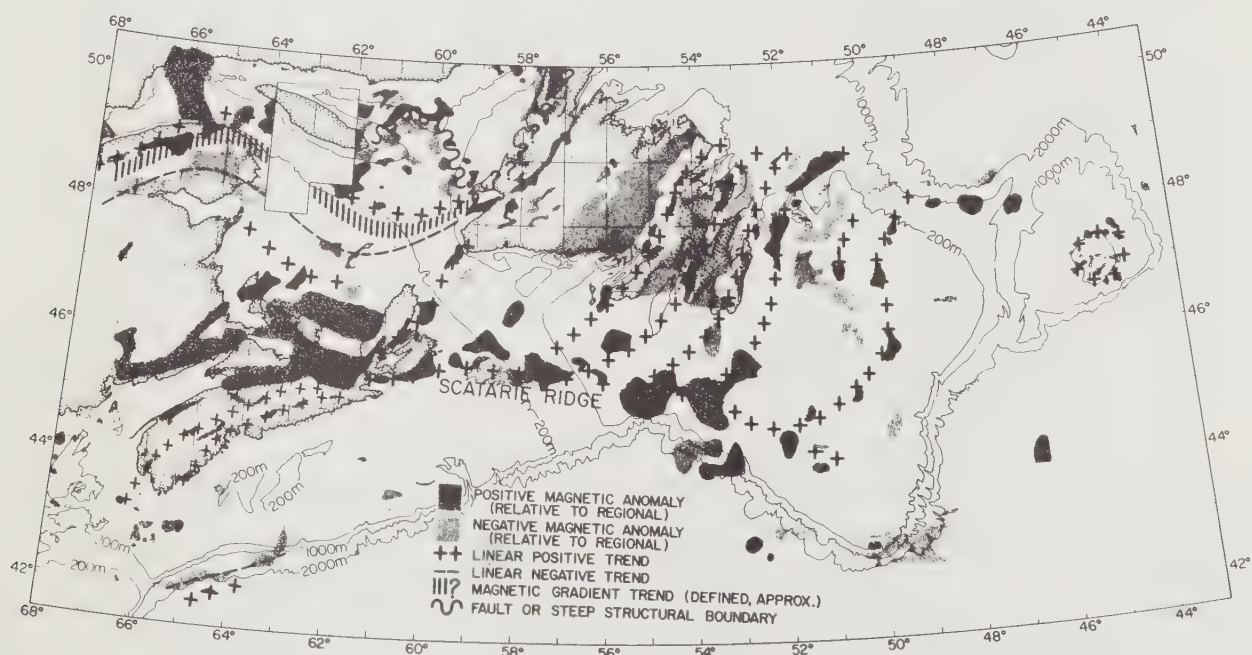 68° 66° 64° 62° 60° 58° 56° 54° 52° 50° 48° 46° 44°
50° 50°
1000m 2000m
1000m
48° 48°
200m
46° 46°
SCATARIE RIDGE
200m
44° 44°
200m
200m
POSITIVE MAGNETIC ANOMALY
(RELATIVE TO REGIONAL)
NEGATIVE MAGNETIC ANOMALY
(RELATIVE TO REGIONAL)
++ LINEAR POSITIVE TREND
-- LINEAR NEGATIVE TREND
III? MAGNETIC GRADIENT TREND (DEFINED, APPROX.)
FAULT OR STEEP STRUCTURAL BOUNDARY
200m
1000m
2000m
42° 42°
68° 66° 62° 60° 58° 56° 54° 52° 50° 48° 46° 44°